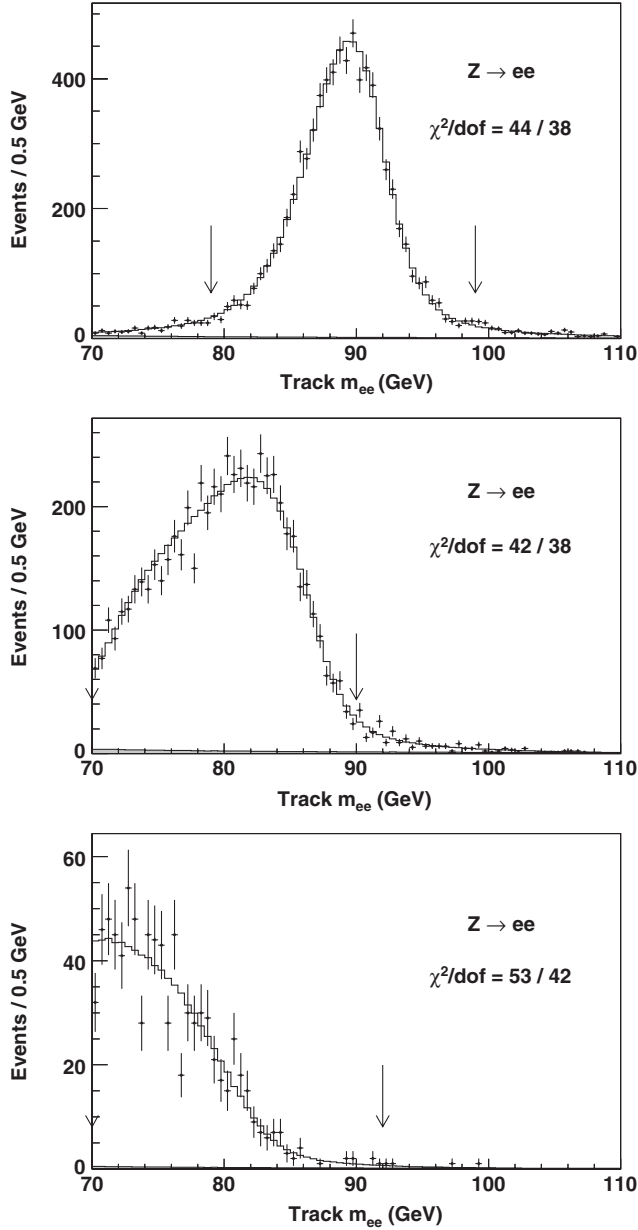 Events / 0.5 GeV
400
200
0
Z → ee
χ²/dof = 44 / 38
70 80 90 100 110
Track m_ee (GeV)
Events / 0.5 GeV
200
100
0
Z → ee
χ²/dof = 42 / 38
70 80 90 100 110
Track m_ee (GeV)
Events / 0.5 GeV
60
40
20
0
Z → ee
χ²/dof = 53 / 42
70 80 90 100 110
Track m_ee (GeV)